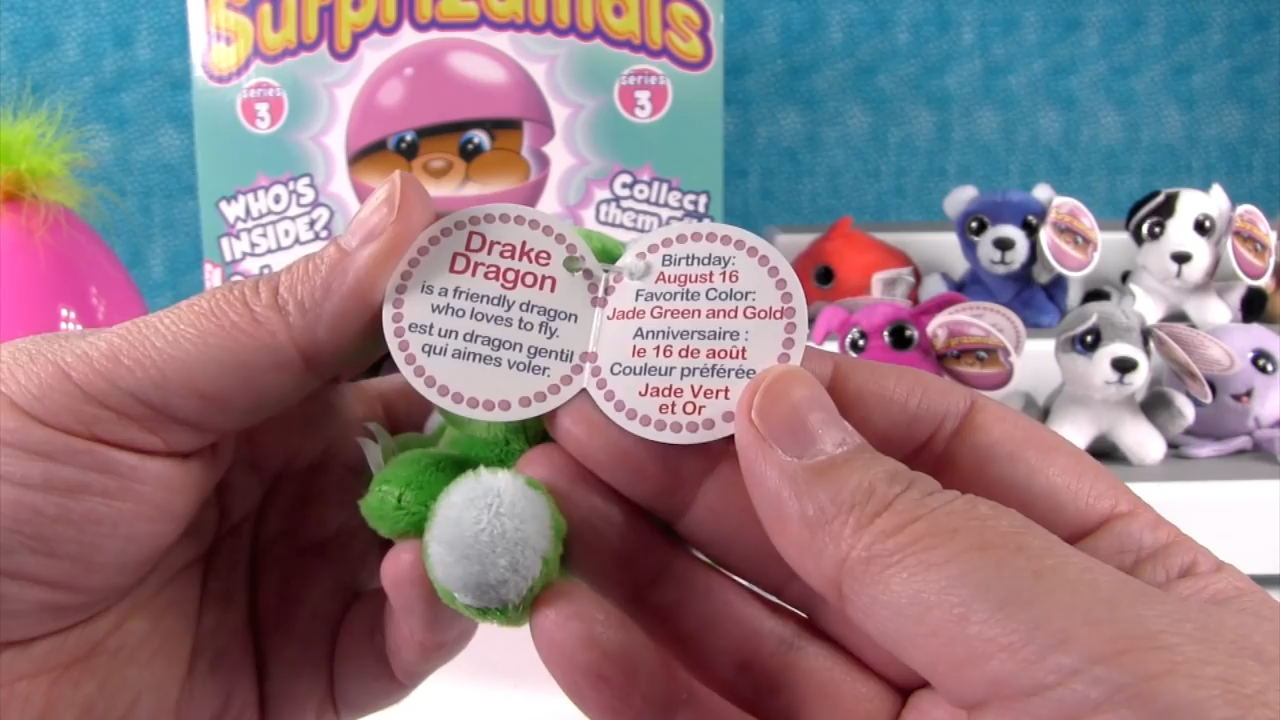 Surprizamals
series
3
series
3
WHO'S
INSIDE?
Collect
them
Drake
Dragon
is a friendly dragon
who loves to fly.
est un dragon gentil
qui aimes voler.
Birthday:
August 16
Favorite Color:
Jade Green and Gold
Anniversaire :
le 16 de août
Couleur préférée
Jade Vert
et Or